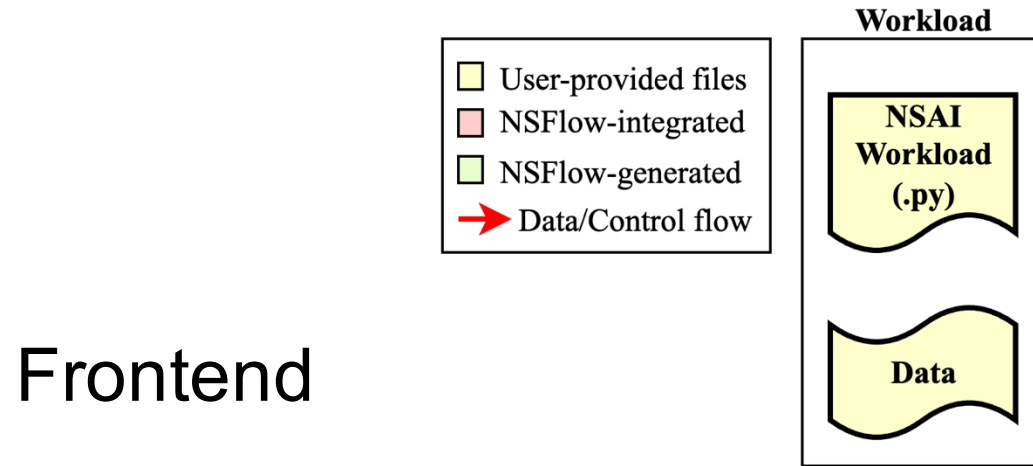 Workload
User-provided files
NSFlow-integrated
NSFlow-generated
Data/Control flow
NSAI
Workload
(.py)
Data
Frontend